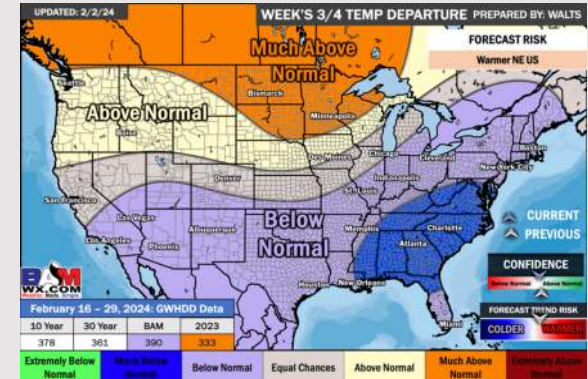 UPDATED: 2/2/24
WEEK'S 3/4 TEMP DEPARTURE
PREPARED BY: WALTS
FORECAST RISK
Warmer NE US
Much Above
Normal
Seattle
Bismarck
Minneapolis
Above Normal
Boise
Des Moines
Chicago
Cleveland
Boston
New York City
Denver
Indianapolis
St. Louis
San Francisco
Las Vegas
Los Angeles
Albuquerque
Phoenix
Below
Normal
Memphis
Charlotte
Atlanta
Houston
New Orleans
Miami
CURRENT
PREVIOUS
CONFIDENCE
Below Normal
Above Normal
FORECAST TREND RISK
COLDER
WARMER
BAM
WX.COM
February 16 – 29, 2024: GWHDD Data
10 Year 30 Year BAM 2023
378 361 390 333
Extremely Below
Normal
Much Below
Normal
Below Normal
Equal Chances
Above Normal
Much Above
Normal
Extremely Above
Normal